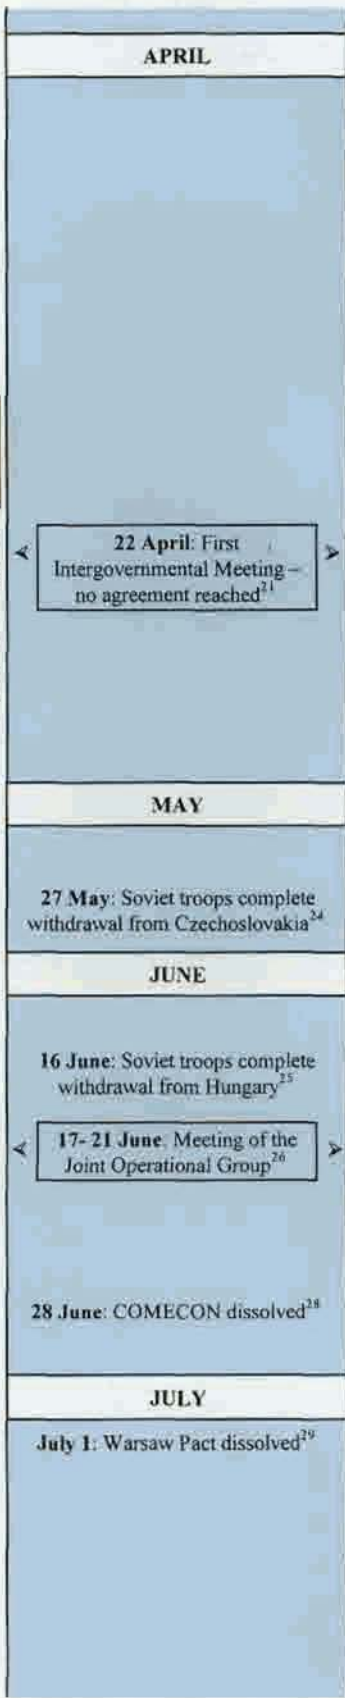 APRIL
22 April: First
Intergovernmental Meeting –
no agreement reached21
MAY
27 May: Soviet troops complete
withdrawal from Czechoslovakia24
JUNE
16 June: Soviet troops complete
withdrawal from Hungary25
17- 21 June: Meeting of the
Joint Operational Group26
28 June: COMECON dissolved28
JULY
July 1: Warsaw Pact dissolved29